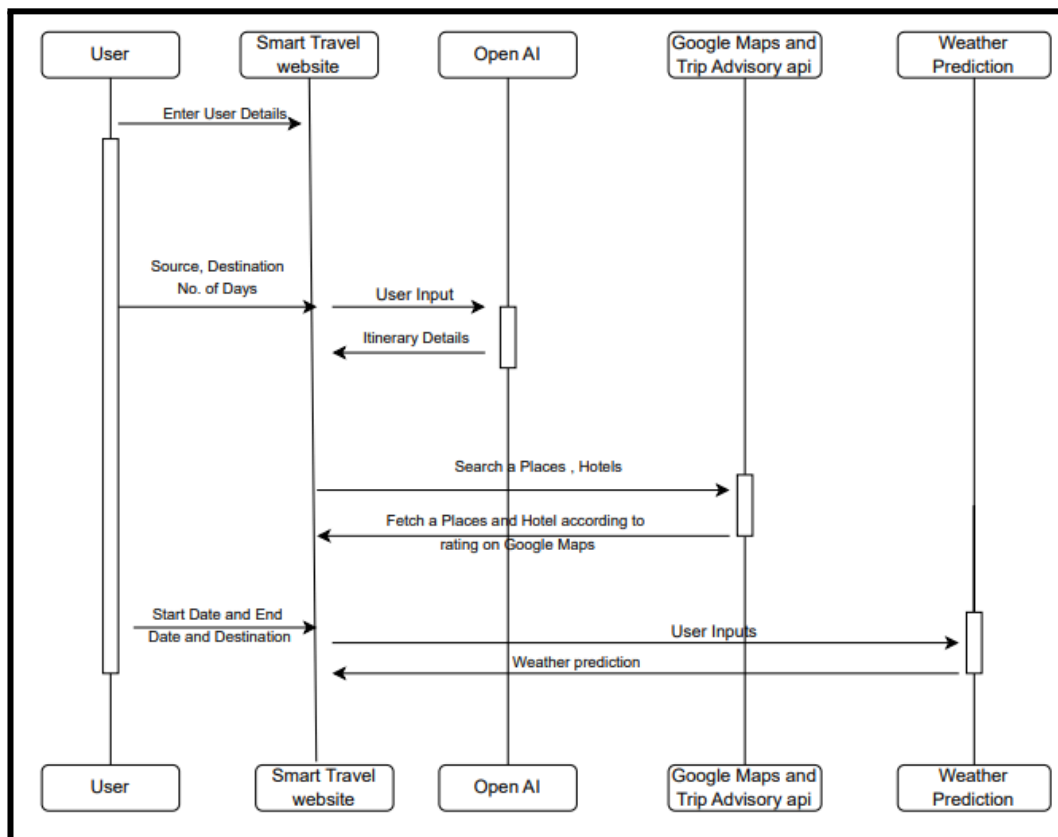 User
Smart Travel
website
Open AI
Google Maps and
Trip Advisory api
Weather
Prediction
Enter User Details
Source, Destination
No. of Days
User Input
Itinerary Details
Search a Places , Hotels
Fetch a Places and Hotel according to
rating on Google Maps
Start Date and End
Date and Destination
User Inputs
Weather prediction
User
Smart Travel
website
Open AI
Google Maps and
Trip Advisory api
Weather
Prediction